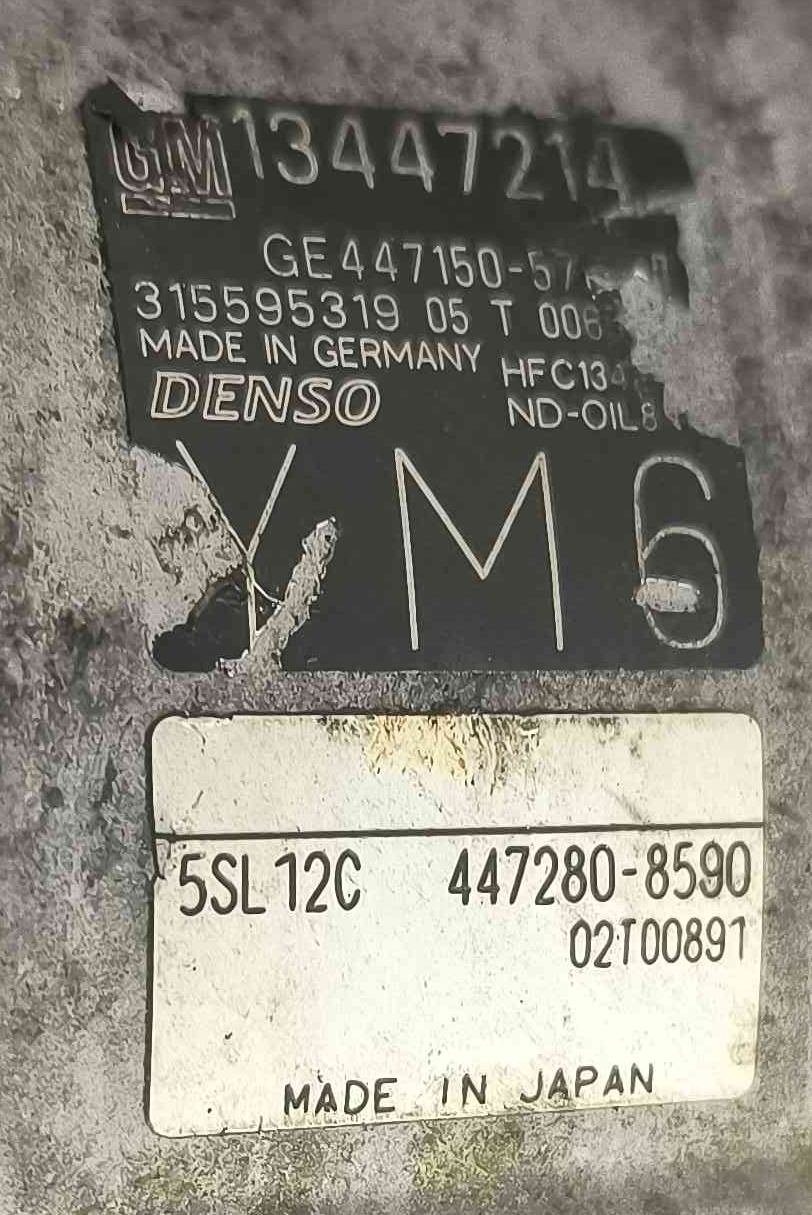 GM 13447214
GE447150-57
315595319 05 T 006
MADE IN GERMANY HFC134
DENSO ND-OIL8
YM6
5SL12C 447280-8590
02T00891
MADE IN JAPAN